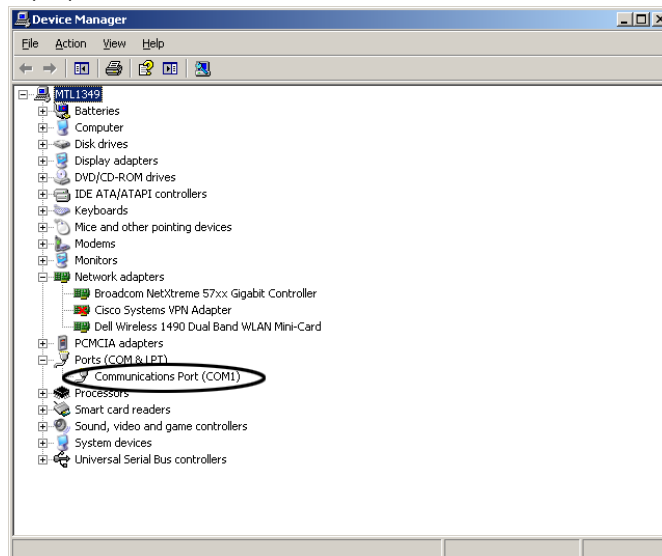 Device Manager
File Action View Help
MTL1349
Batteries
Computer
Disk drives
Display adapters
DVD/CD-ROM drives
IDE ATA/ATAPI controllers
Keyboards
Mice and other pointing devices
Modems
Monitors
Network adapters
Broadcom NetXtreme 57xx Gigabit Controller
Cisco Systems VPN Adapter
Dell Wireless 1490 Dual Band WLAN Mini-Card
PCMCIA adapters
Ports (COM & LPT)
Communications Port (COM1)
Processors
Smart card readers
Sound, video and game controllers
System devices
Universal Serial Bus controllers